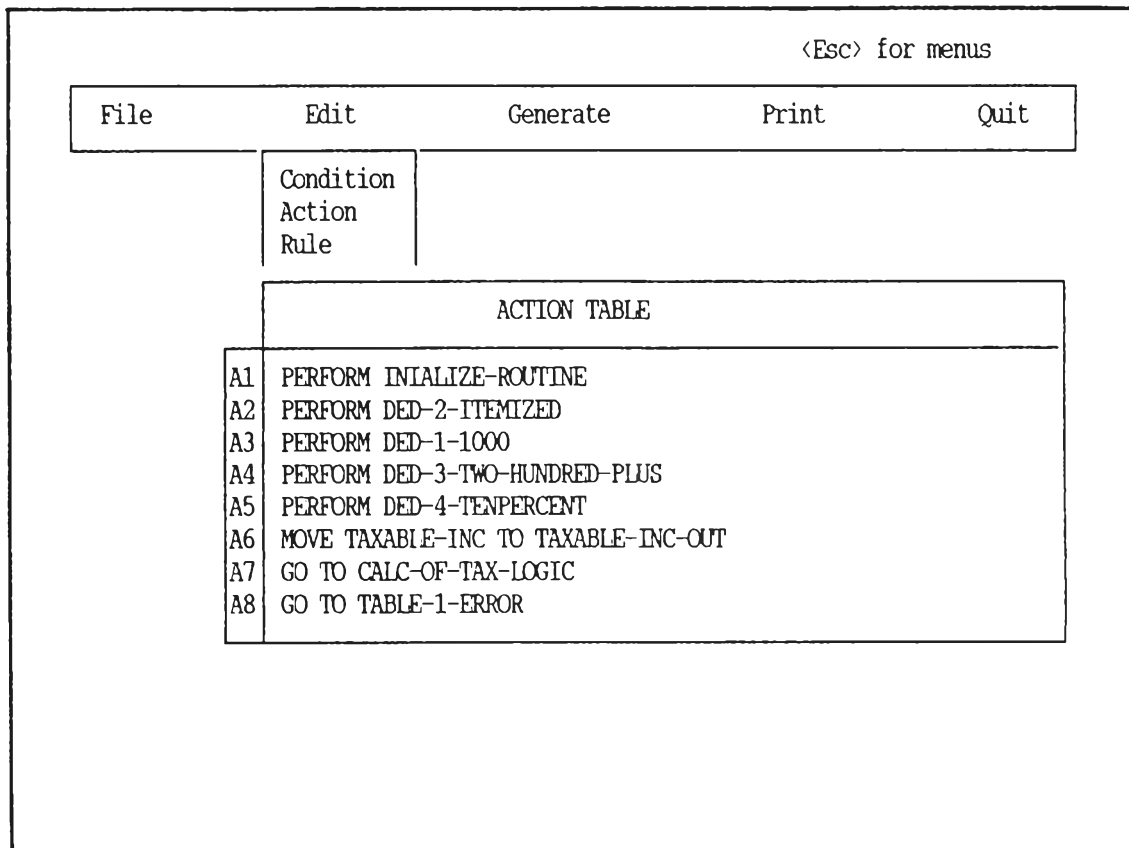 <Esc> for menus
File Edit Generate Print Quit
Condition
Action
Rule
ACTION TABLE
A1 PERFORM INIALIZE-ROUTINE
A2 PERFORM DED-2-ITEMIZED
A3 PERFORM DED-1-1000
A4 PERFORM DED-3-TWO-HUNDRED-PLUS
A5 PERFORM DED-4-TENPERCENT
A6 MOVE TAXABLE-INC TO TAXABLE-INC-OUT
A7 GO TO CALC-OF-TAX-LOGIC
A8 GO TO TABLE-1-ERROR